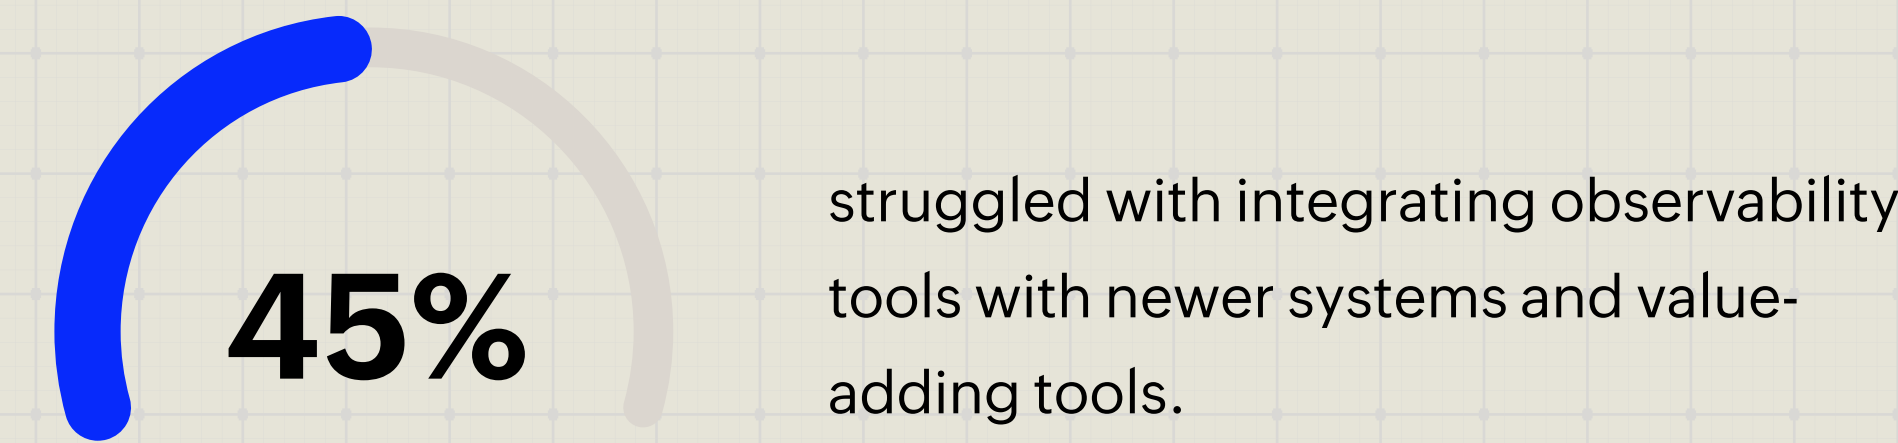 45%
struggled with integrating observability
tools with newer systems and value-
adding tools.